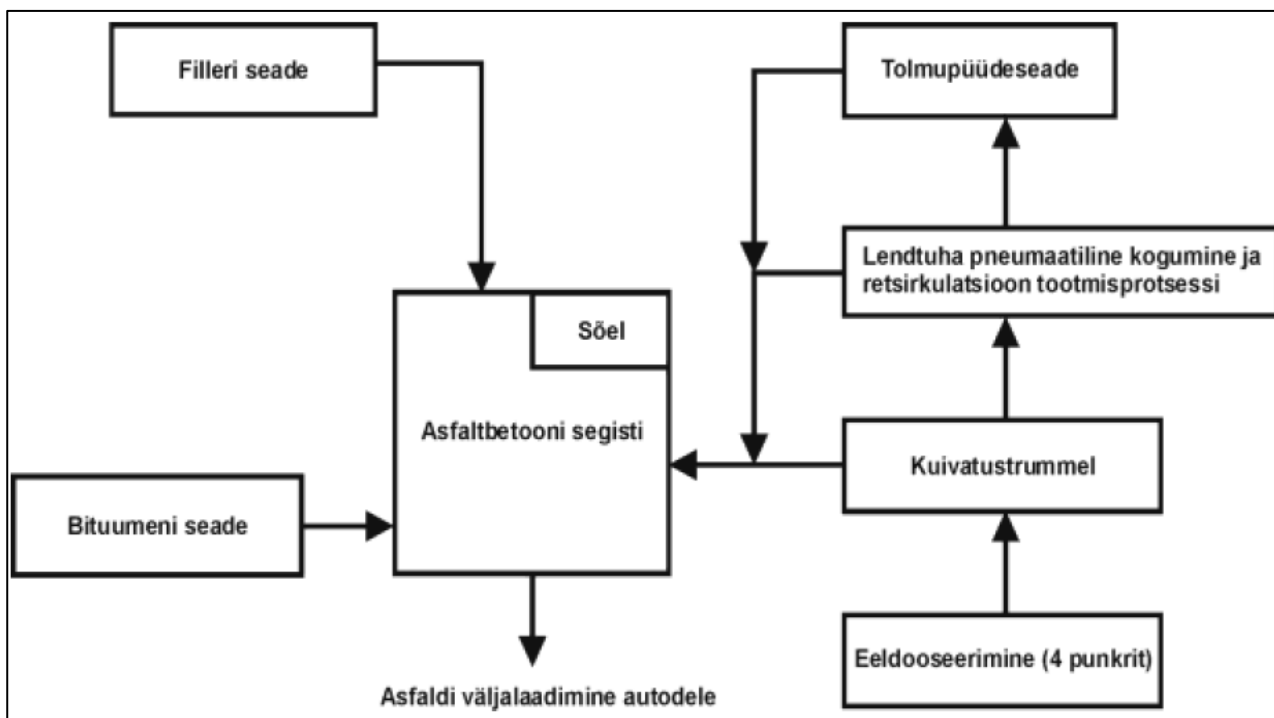 Filleri seade
Tolmupüüdeseade
Lendtuha pneumaatiline kogumine ja
retsirkulatsioon tootmisprotsessi
Sõel
Asfaltbetooni segisti
Kuivatustrummel
Bituumeni seade
Eeldooseerimine (4 punkrit)
Asfaldi väljalaadimine autodele